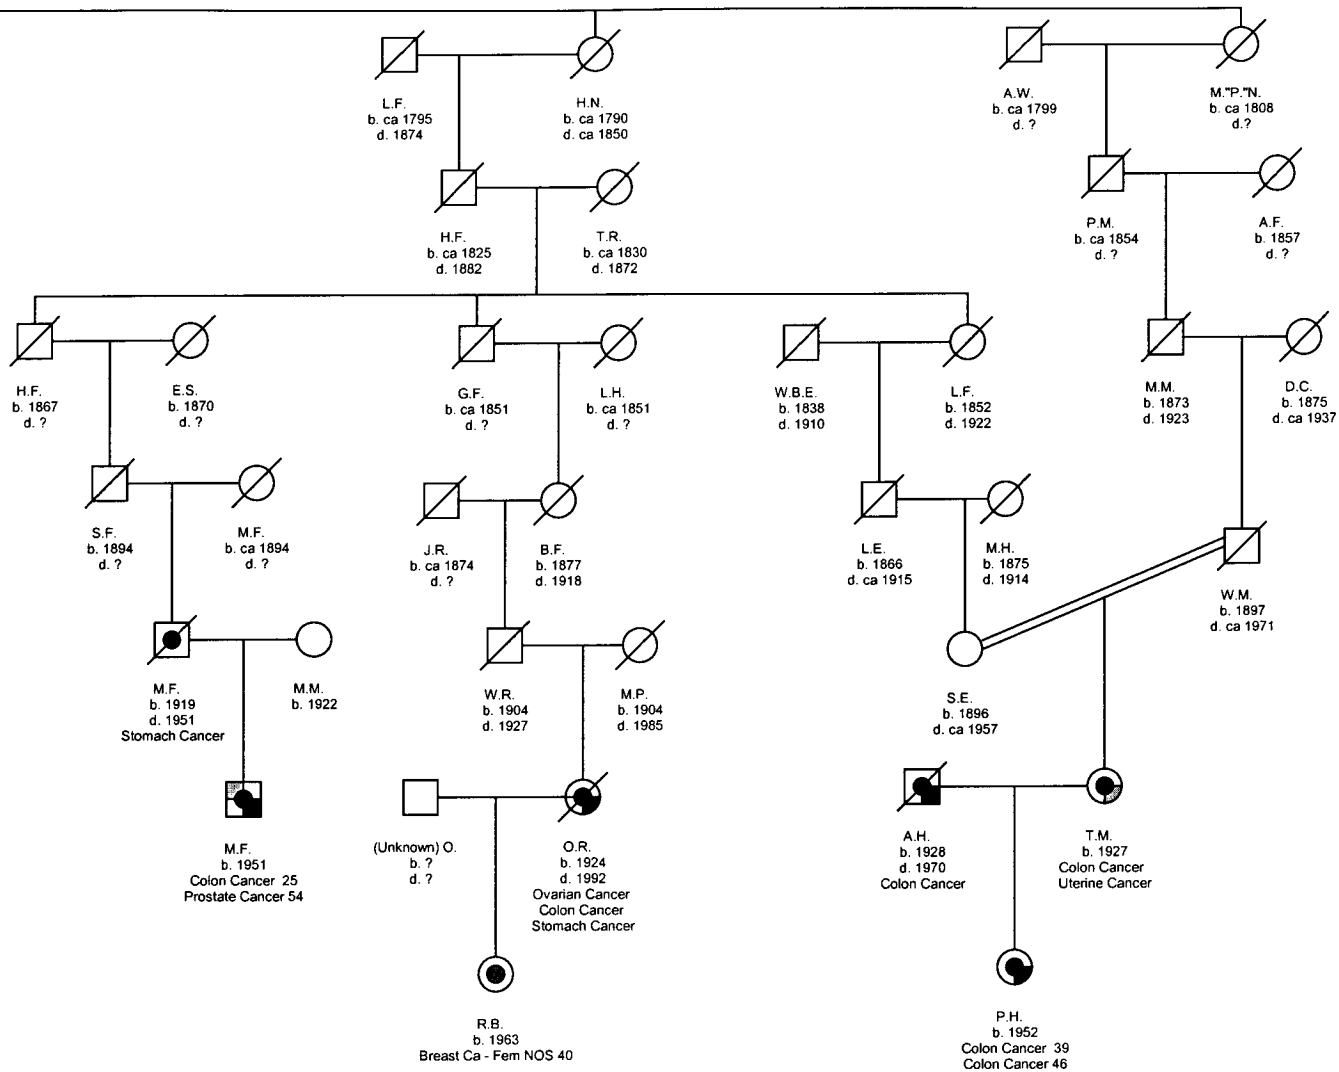 L.F.
b. ca 1795
d. 1874
H.N.
b. ca 1790
d. ca 1850
A.W.
b. ca 1799
d. ?
M."P."N.
b. ca 1808
d.?
H.F.
b. ca 1825
d. 1882
T.R.
b. ca 1830
d. 1872
P.M.
b. ca 1854
d. ?
A.F.
b. 1857
d. ?
H.F.
b. 1867
d. ?
E.S.
b. 1870
d. ?
G.F.
b. ca 1851
d. ?
L.H.
b. ca 1851
d. ?
W.B.E.
b. 1838
d. 1910
L.F.
b. 1852
d. 1922
M.M.
b. 1873
d. 1923
D.C.
b. 1875
d. ca 1937
S.F.
b. 1894
d. ?
M.F.
b. ca 1894
d. ?
J.R.
b. ca 1874
d. ?
B.F.
b. 1877
d. 1918
L.E.
b. 1866
d. ca 1915
M.H.
b. 1875
d. 1914
W.M.
b. 1897
d. ca 1971
M.F.
b. 1919
d. 1951
Stomach Cancer
M.M.
b. 1922
W.R.
b. 1904
d. 1927
M.P.
b. 1904
d. 1985
S.E.
b. 1896
d. ca 1957
M.F.
b. 1951
Colon Cancer 25
Prostate Cancer 54
(Unknown) O.
b. ?
d. ?
O.R.
b. 1924
d. 1992
Ovarian Cancer
Colon Cancer
Stomach Cancer
A.H.
b. 1928
d. 1970
Colon Cancer
T.M.
b. 1927
Colon Cancer
Uterine Cancer
R.B.
b. 1963
Breast Ca - Fem NOS 40
P.H.
b. 1952
Colon Cancer 39
Colon Cancer 46